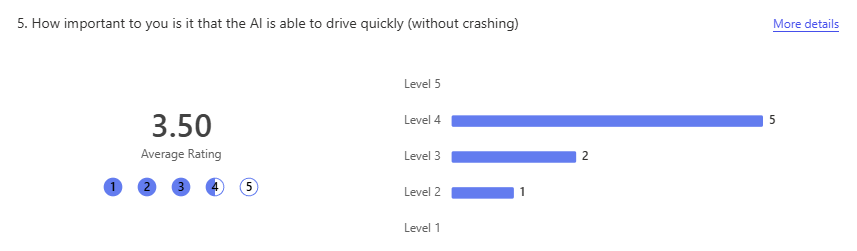 5. How important to you is it that the AI is able to drive quickly (without crashing)
More details
3.50
Average Rating
1 2 3 4 5
Level 5
Level 4 5
Level 3 2
Level 2 1
Level 1